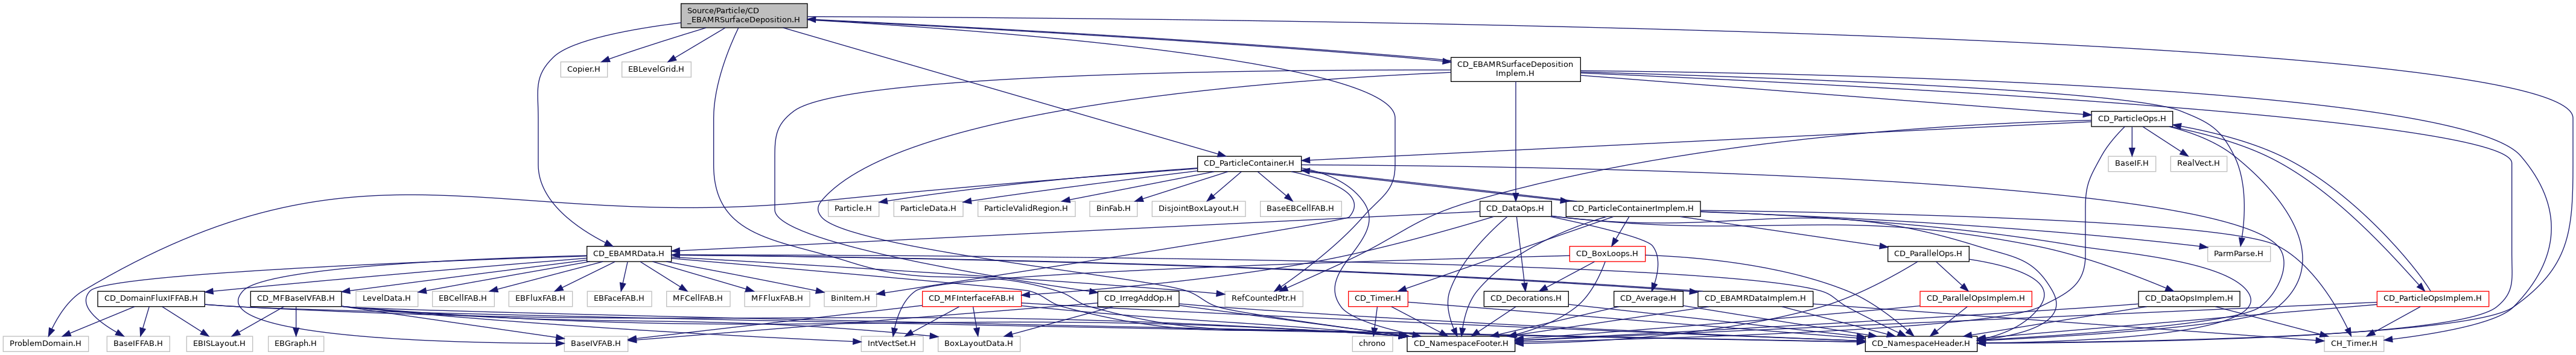 Source/Particle/CD
_EBAMRSurfaceDeposition.H
Copier.H
EBLevelGrid.H
CD_EBAMRSurfaceDeposition
Implem.H
CD_ParticleOps.H
CD_ParticleContainer.H
BaseIF.H
RealVect.H
Particle.H
ParticleData.H
ParticleValidRegion.H
BinFab.H
DisjointBoxLayout.H
BaseEBCellFAB.H
CD_DataOps.H
CD_ParticleContainerImplem.H
CD_EBAMRData.H
CD_BoxLoops.H
CD_ParallelOps.H
ParmParse.H
CD_DomainFluxIFFAB.H
CD_MFBaseIVFAB.H
LevelData.H
EBCellFAB.H
EBFluxFAB.H
EBFaceFAB.H
MFCellFAB.H
MFFluxFAB.H
BinItem.H
CD_MFInterfaceFAB.H
CD_IrregAddOp.H
RefCountedPtr.H
CD_Timer.H
CD_Decorations.H
CD_Average.H
CD_EBAMRDataImplem.H
CD_ParallelOpsImplem.H
CD_DataOpsImplem.H
CD_ParticleOpsImplem.H
ProblemDomain.H
BaseIFFAB.H
EBISLayout.H
EBGraph.H
BaseIVFAB.H
IntVectSet.H
BoxLayoutData.H
chrono
CD_NamespaceFooter.H
CD_NamespaceHeader.H
CH_Timer.H